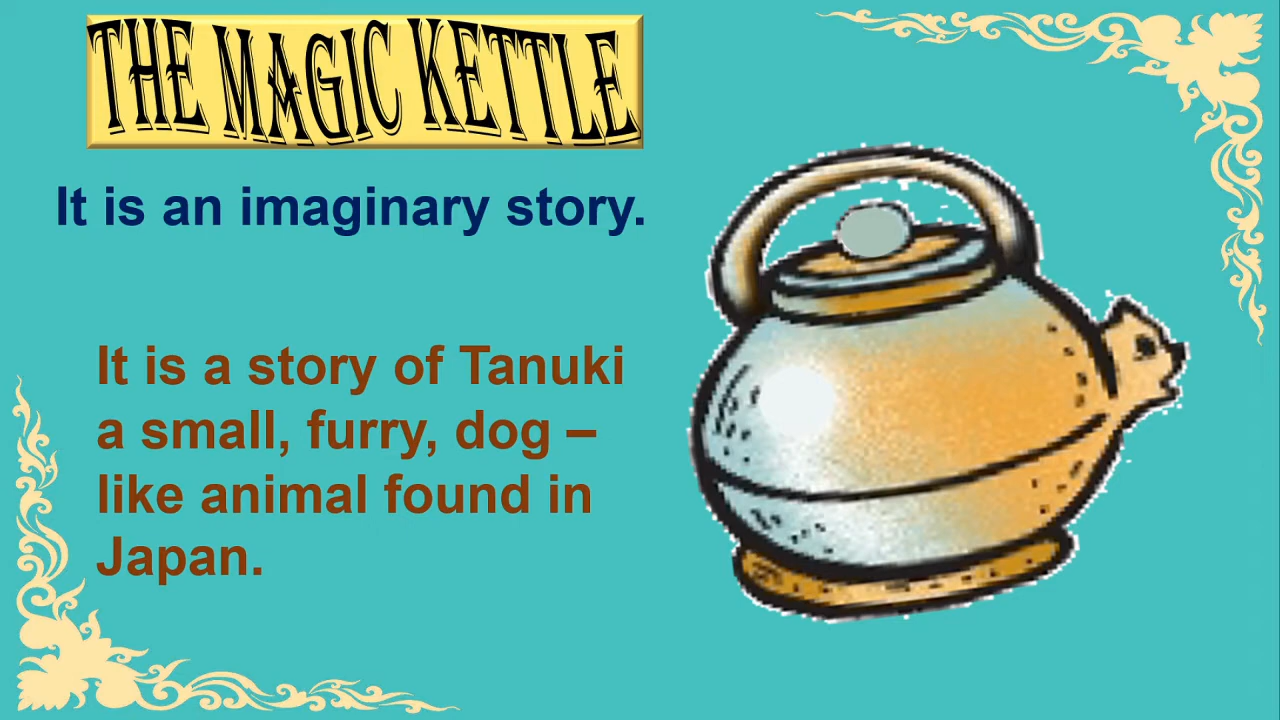 THE MAGIC KETTLE
It is an imaginary story.
It is a story of Tanuki
a small, furry, dog –
like animal found in
Japan.